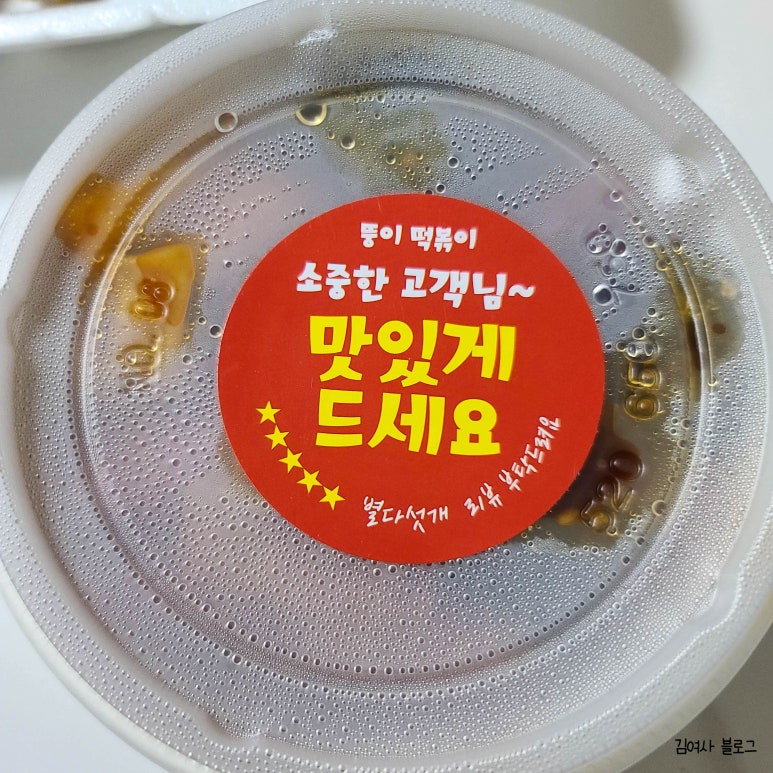 뚱이 떡볶이
소중한 고객님~
맛있게
드세요
별다섯개 리뷰 부탁드려요
520
김여사 블로그